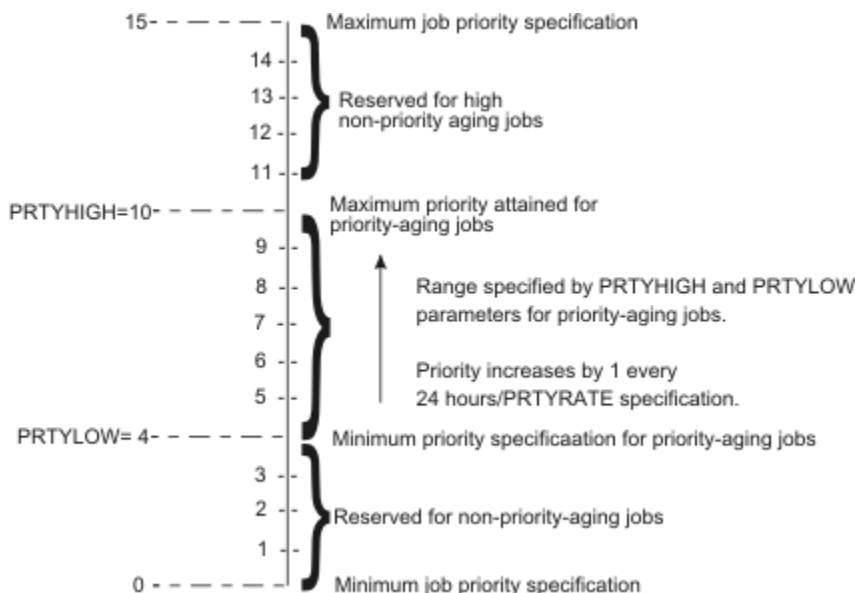 15 Maximum job priority specification
14
13 Reserved for high
non-priority aging jobs
12
11
PRTYHIGH=10 Maximum priority attained for
priority-aging jobs
9
8 Range specified by PRTYHIGH and PRTYLOW
7 parameters for priority-aging jobs.
6 Priority increases by 1 every
5 24 hours/PRTYRATE specification.
PRTYLOW= 4 Minimum priority specificaation for priority-aging jobs
3
2 Reserved for non-priority-aging jobs
1
0 Minimum job priority specification